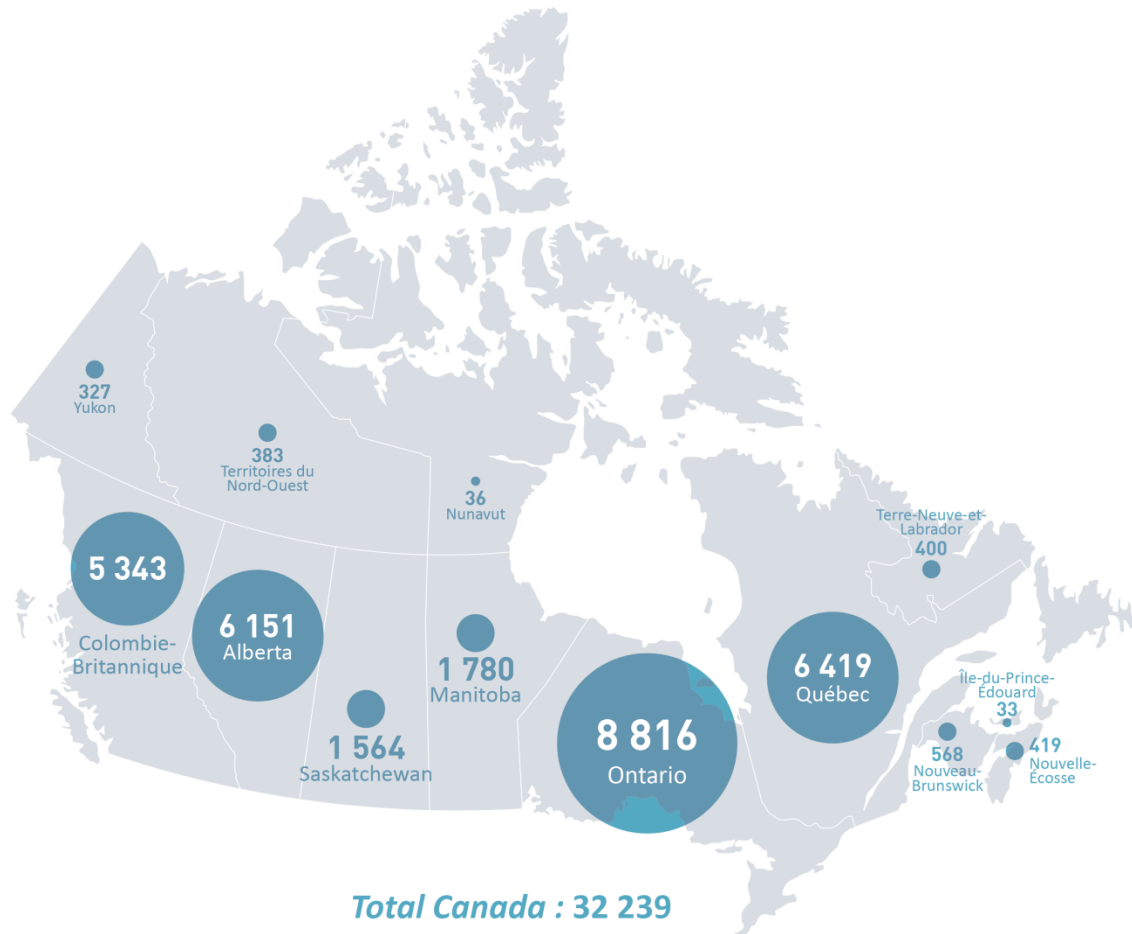 327
Yukon
383
Territoires du
Nord-Ouest
36
Nunavut
Terre-Neuve-et-
Labrador
400
5 343
Colombie-
Britannique
6 151
Alberta
1 564
Saskatchewan
1 780
Manitoba
8 816
Ontario
6 419
Québec
Île-du-Prince-
Édouard
33
568
Nouveau-
Brunswick
419
Nouvelle-
Écosse
Total Canada : 32 239